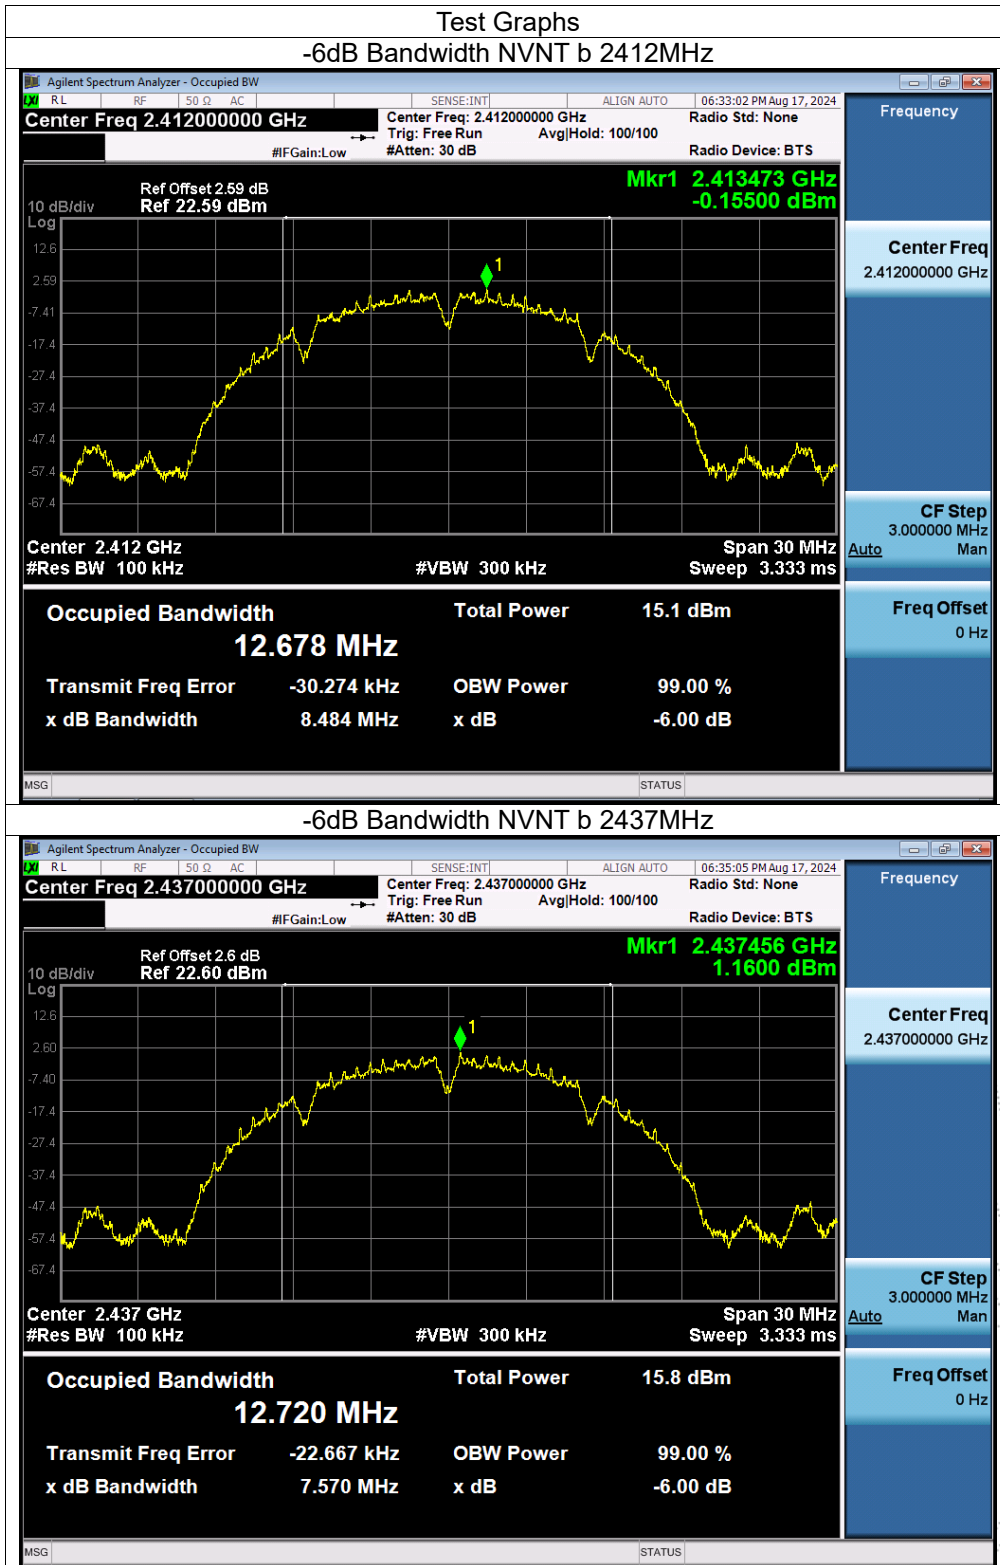 Test Graphs
-6dB Bandwidth NVNT b 2412MHz
Agilent Spectrum Analyzer - Occupied BW
LXI RL RF 50 Ω AC SENSE:INT ALIGN AUTO 06:33:02 PM Aug 17, 2024
Center Freq 2.412000000 GHz Center Freq: 2.412000000 GHz Radio Std: None
Trig: Free Run Avg|Hold: 100/100
#IFGain:Low #Atten: 30 dB Radio Device: BTS
Frequency
Mkr1 2.413473 GHz
-0.15500 dBm
Ref Offset 2.59 dB
10 dB/div Ref 22.59 dBm
Log
12.6
1
2.59
-7.41
-17.4
-27.4
-37.4
-47.4
-57.4
-67.4
Center 2.412 GHz Span 30 MHz
#Res BW 100 kHz #VBW 300 kHz Sweep 3.333 ms
Center Freq
2.412000000 GHz
CF Step
3.000000 MHz
Auto Man
Freq Offset
0 Hz
Occupied Bandwidth Total Power 15.1 dBm
12.678 MHz
Transmit Freq Error -30.274 kHz OBW Power 99.00 %
x dB Bandwidth 8.484 MHz x dB -6.00 dB
MSG STATUS
-6dB Bandwidth NVNT b 2437MHz
Agilent Spectrum Analyzer - Occupied BW
LXI RL RF 50 Ω AC SENSE:INT ALIGN AUTO 06:35:05 PM Aug 17, 2024
Center Freq 2.437000000 GHz Center Freq: 2.437000000 GHz Radio Std: None
Trig: Free Run Avg|Hold: 100/100
#IFGain:Low #Atten: 30 dB Radio Device: BTS
Frequency
Mkr1 2.437456 GHz
1.1600 dBm
Ref Offset 2.6 dB
10 dB/div Ref 22.60 dBm
Log
12.6
1
2.60
-7.40
-17.4
-27.4
-37.4
-47.4
-57.4
-67.4
Center 2.437 GHz Span 30 MHz
#Res BW 100 kHz #VBW 300 kHz Sweep 3.333 ms
Center Freq
2.437000000 GHz
CF Step
3.000000 MHz
Auto Man
Freq Offset
0 Hz
Occupied Bandwidth Total Power 15.8 dBm
12.720 MHz
Transmit Freq Error -22.667 kHz OBW Power 99.00 %
x dB Bandwidth 7.570 MHz x dB -6.00 dB
MSG STATUS